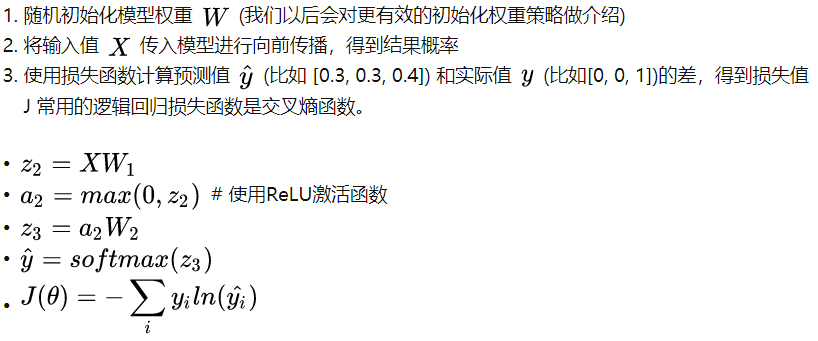 1. 随机初始化模型权重 W (我们以后会对更有效的初始化权重策略做介绍)
2. 将输入值 X 传入模型进行向前传播，得到结果概率
3. 使用损失函数计算预测值 ŷ (比如 [0.3, 0.3, 0.4]) 和实际值 y (比如[0, 0, 1])的差，得到损失值
J 常用的逻辑回归损失函数是交叉熵函数。
• z₂ = XW₁
• a₂ = max(0, z₂) # 使用ReLU激活函数
• z₃ = a₂W₂
• ŷ = softmax(z₃)
• J(θ) = −∑ᵢ yᵢln(ŷᵢ)